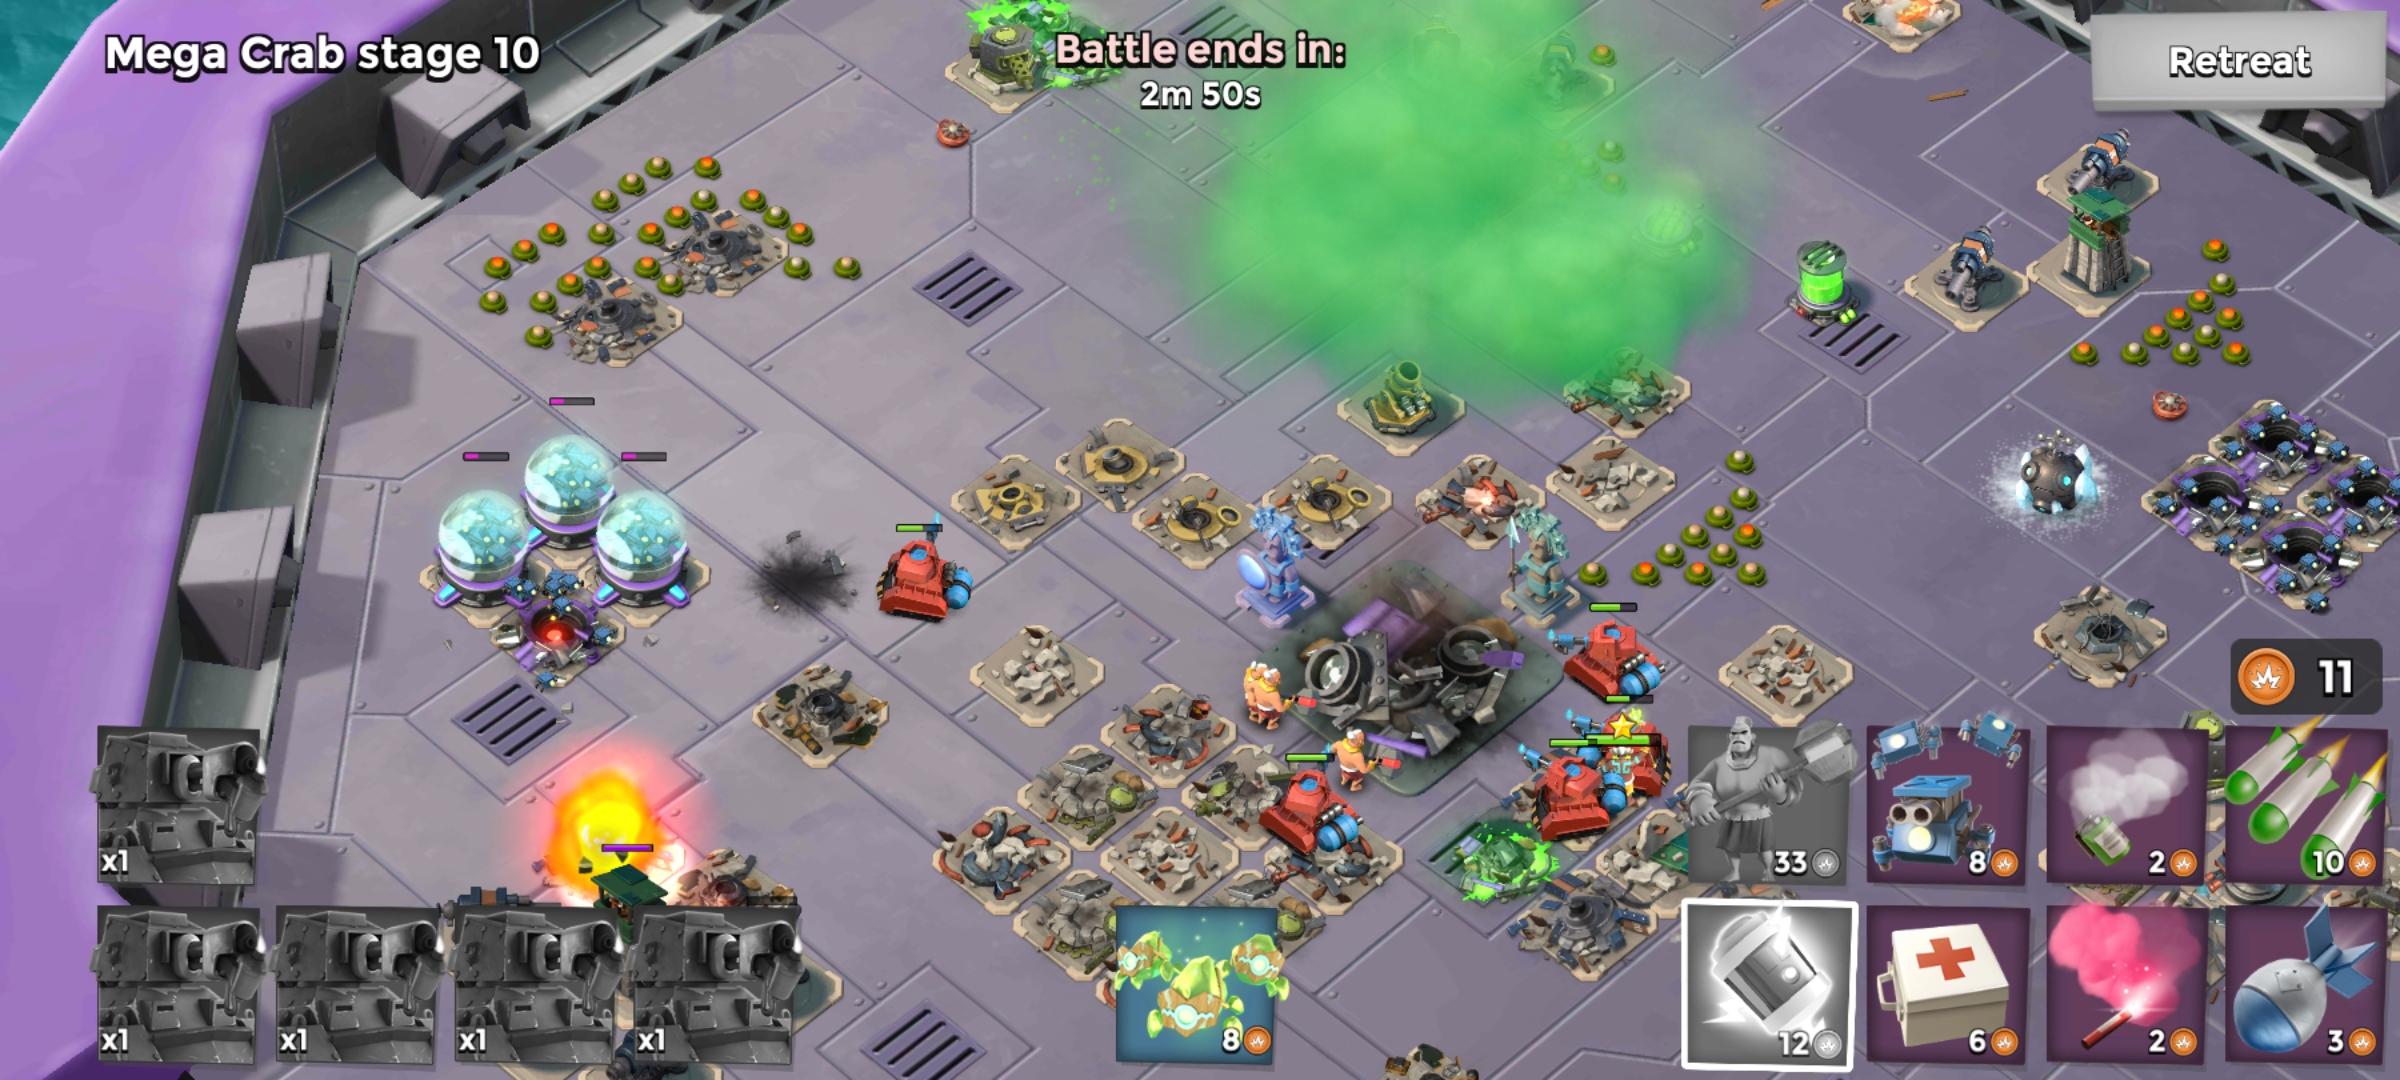 Mega Crab stage 10
Battle ends in:
2m 50s
Retreat
11
x1
33
8
2
10
x1
x1
x1
x1
8
12
6
2
3